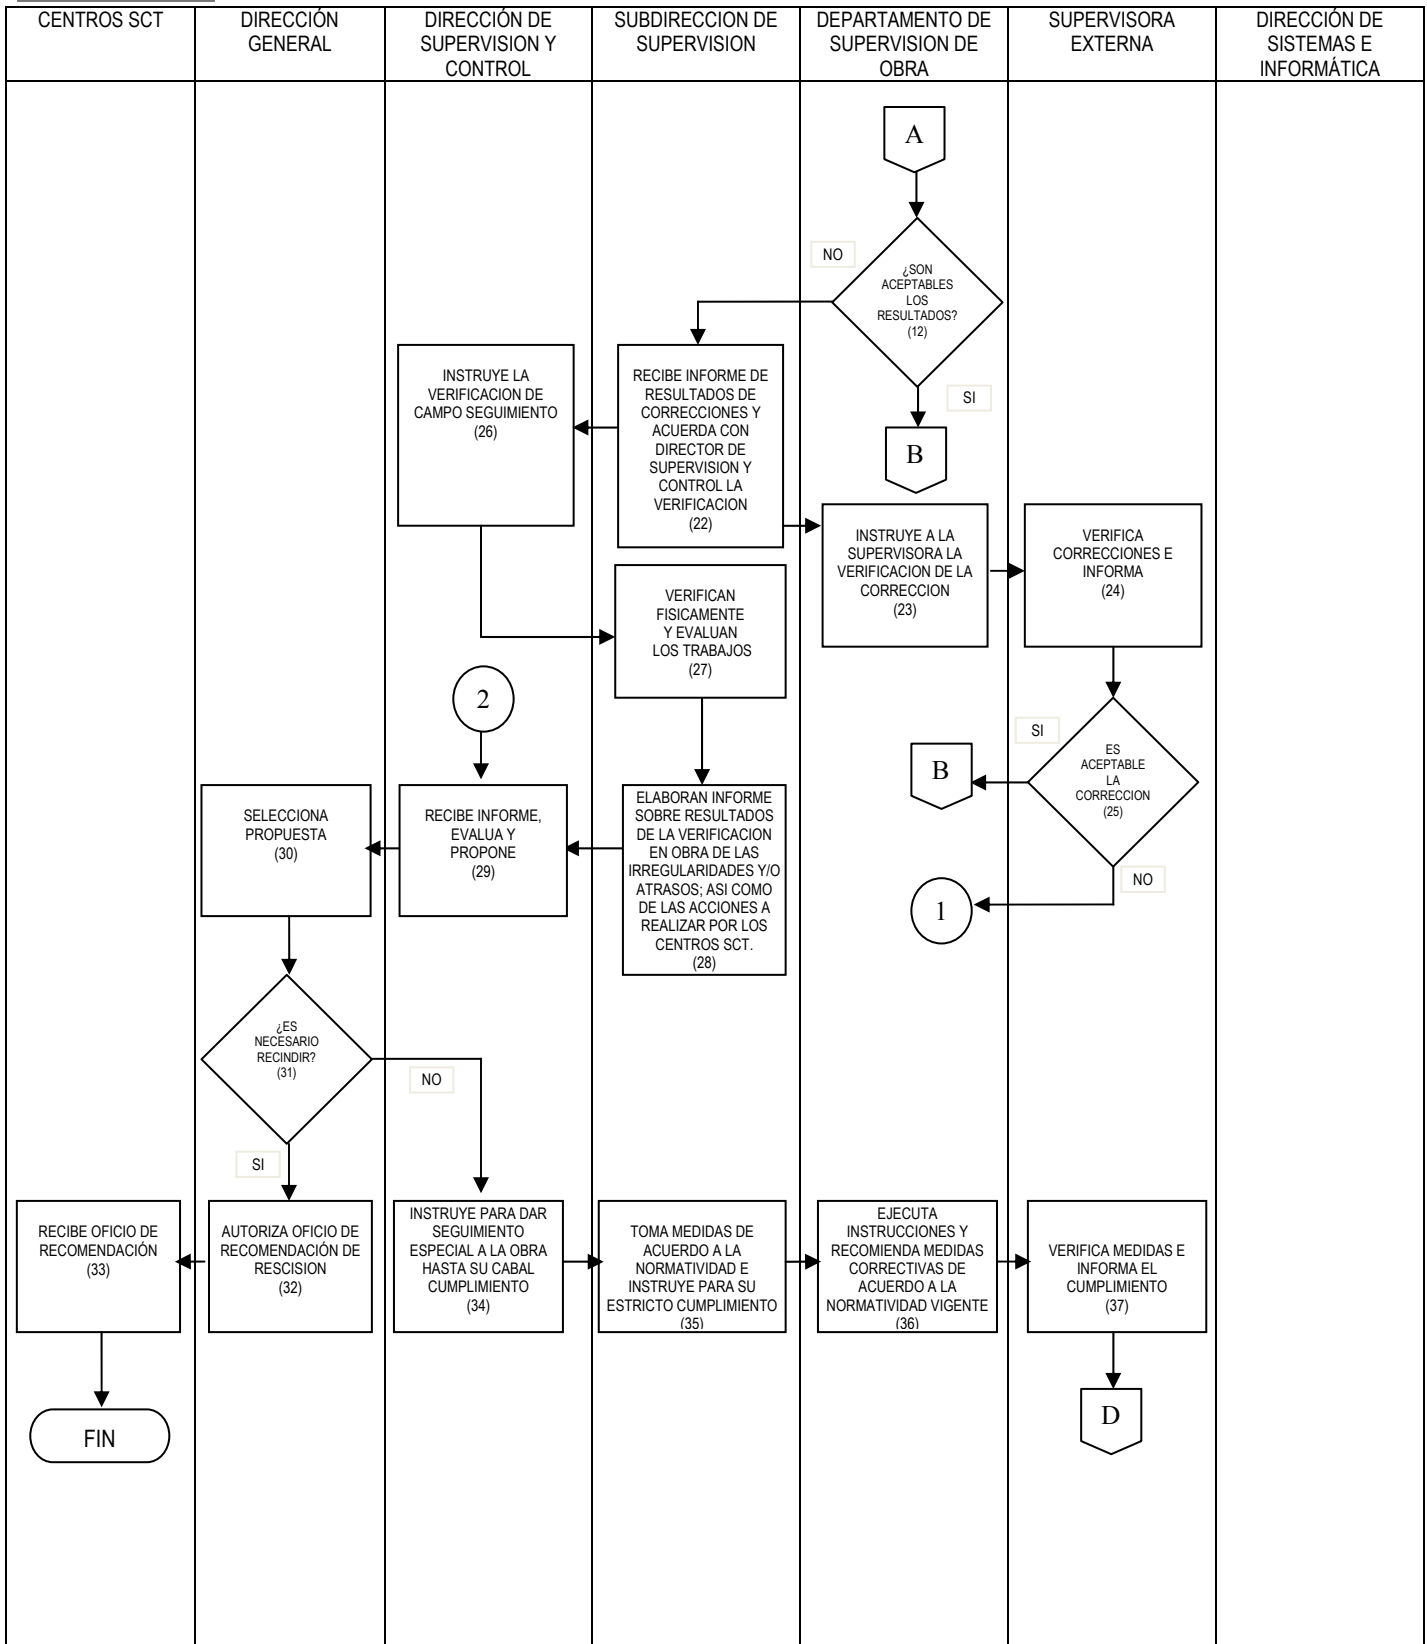 CENTROS SCT
DIRECCIÓN
GENERAL
DIRECCIÓN DE
SUPERVISION Y
CONTROL
SUBDIRECCION DE
SUPERVISION
DEPARTAMENTO DE
SUPERVISION DE
OBRA
SUPERVISORA
EXTERNA
DIRECCIÓN DE
SISTEMAS E
INFORMÁTICA
A
NO
¿SON
ACEPTABLES
LOS
RESULTADOS?
(12)
SI
B
INSTRUYE LA
VERIFICACION DE
CAMPO SEGUIMIENTO
(26)
RECIBE INFORME DE
RESULTADOS DE
CORRECCIONES Y
ACUERDA CON
DIRECTOR DE
SUPERVISION Y
CONTROL LA
VERIFICACION
(22)
INSTRUYE A LA
SUPERVISORA LA
VERIFICACION DE LA
CORRECCION
(23)
VERIFICA
CORRECCIONES E
INFORMA
(24)
VERIFICAN
FISICAMENTE
Y EVALUAN
LOS TRABAJOS
(27)
2
SI
ES
ACEPTABLE
LA
CORRECCION
(25)
B
NO
1
SELECCIONA
PROPUESTA
(30)
RECIBE INFORME,
EVALUA Y
PROPONE
(29)
ELABORAN INFORME
SOBRE RESULTADOS
DE LA VERIFICACION
EN OBRA DE LAS
IRREGULARIDADES Y/O
ATRASOS; ASI COMO
DE LAS ACCIONES A
REALIZAR POR LOS
CENTROS SCT.
(28)
¿ES
NECESARIO
RECINDIR?
(31)
NO
SI
RECIBE OFICIO DE
RECOMENDACIÓN
(33)
AUTORIZA OFICIO DE
RECOMENDACIÓN DE
RESCISION
(32)
INSTRUYE PARA DAR
SEGUIMIENTO
ESPECIAL A LA OBRA
HASTA SU CABAL
CUMPLIMIENTO
(34)
TOMA MEDIDAS DE
ACUERDO A LA
NORMATIVIDAD E
INSTRUYE PARA SU
ESTRICTO CUMPLIMIENTO
(35)
EJECUTA
INSTRUCCIONES Y
RECOMIENDA MEDIDAS
CORRECTIVAS DE
ACUERDO A LA
NORMATIVIDAD VIGENTE
(36)
VERIFICA MEDIDAS E
INFORMA EL
CUMPLIMIENTO
(37)
FIN
D